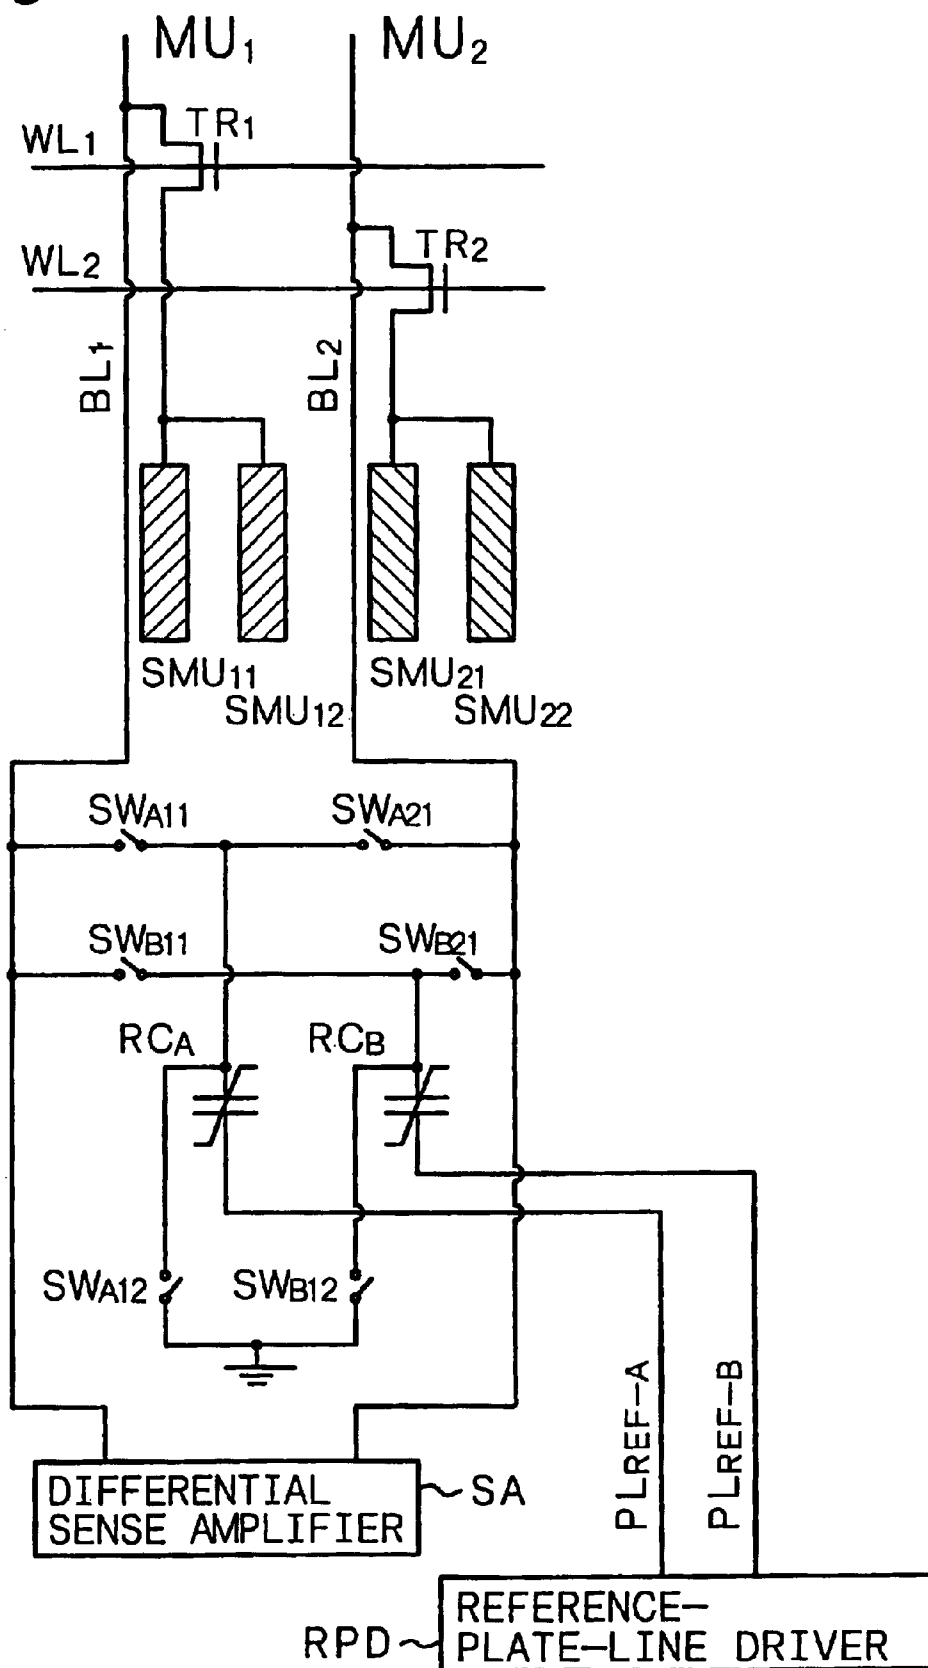 MU1 MU2
TR1
WL1
TR2
WL2
BL1
BL2
SMU11 SMU21
SMU12 SMU22
SWA11 SWA21
SWB11 SWB21
RCA RCB
SWA12 SWB12
PLREF-A
PLREF-B
DIFFERENTIAL
SENSE AMPLIFIER
SA
REFERENCE-
PLATE-LINE DRIVER
RPD